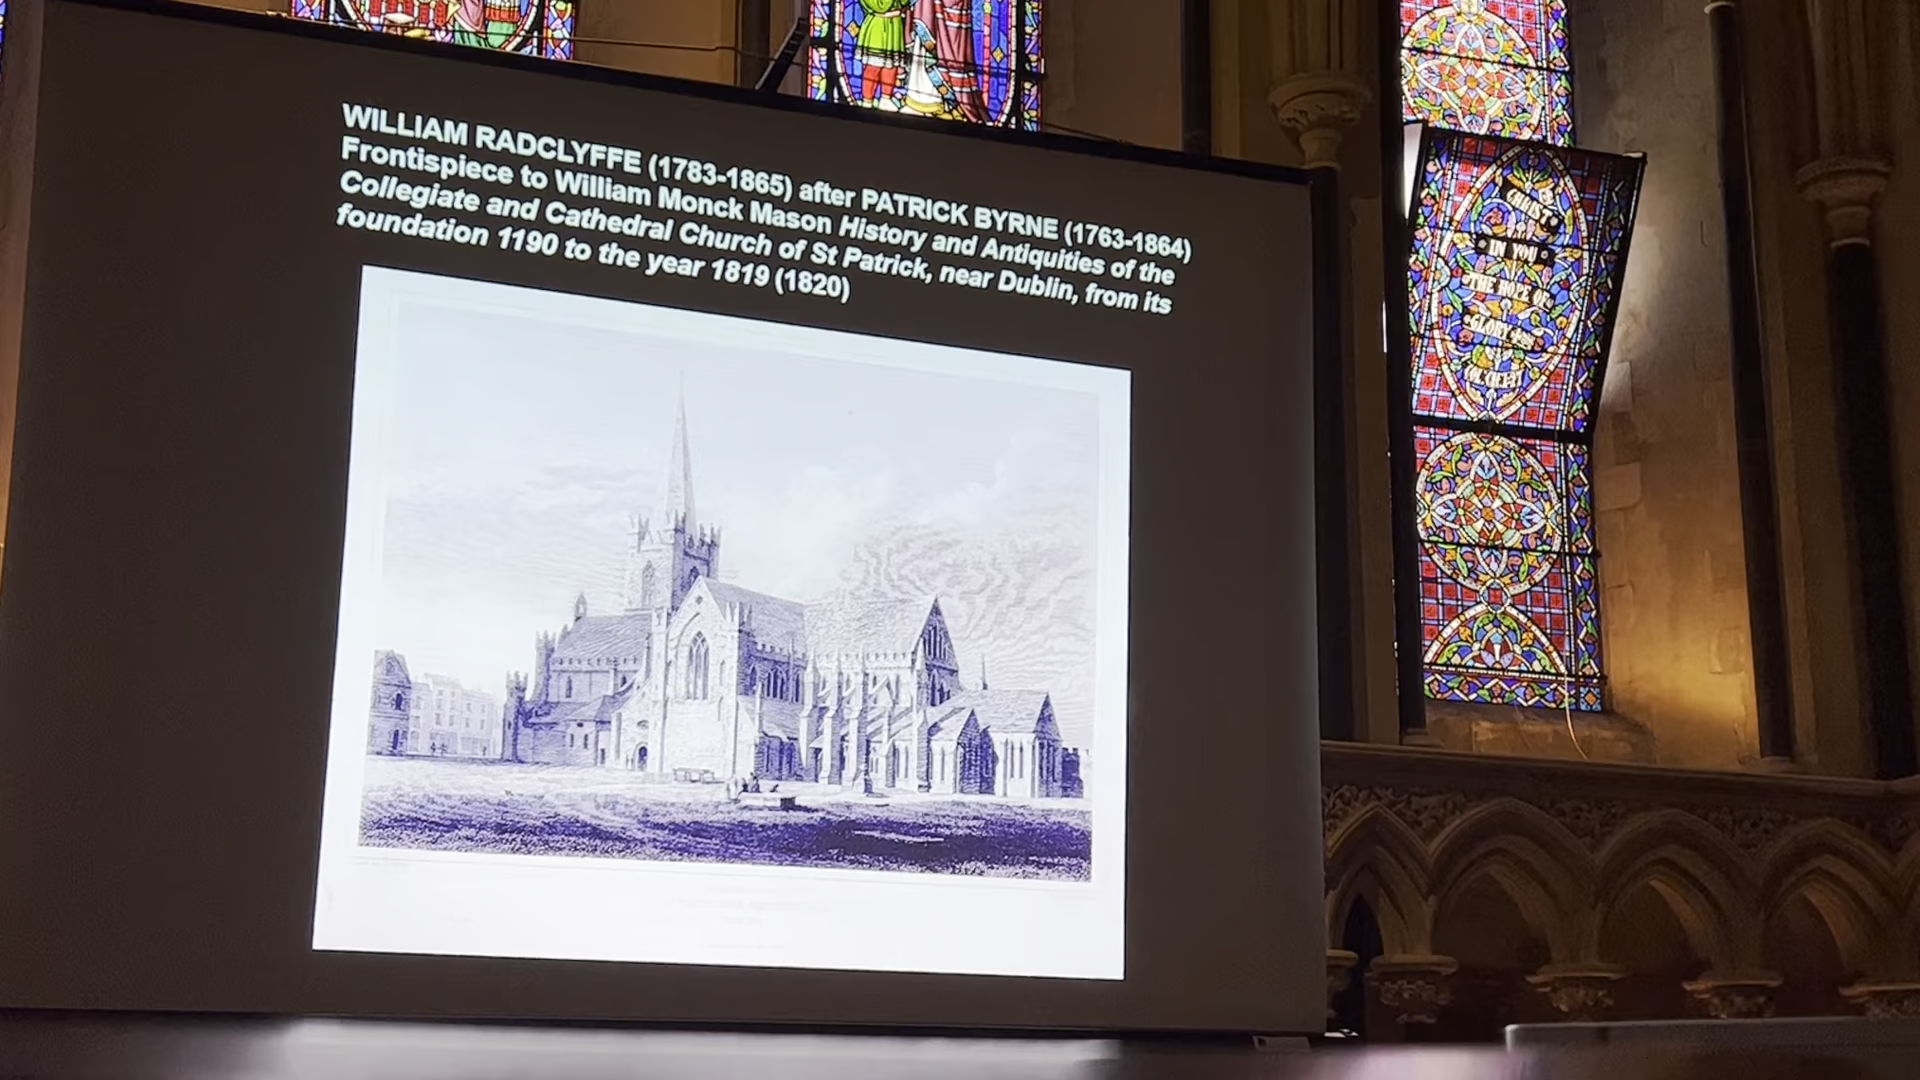 WILLIAM RADCLYFFE (1783-1865) after PATRICK BYRNE (1763-1864)
Frontispiece to William Monck Mason History and Antiquities of the
Collegiate and Cathedral Church of St Patrick, near Dublin, from its
foundation 1190 to the year 1819 (1820)
CHRIST
IN YOU
THE HOPE OF
GLORY